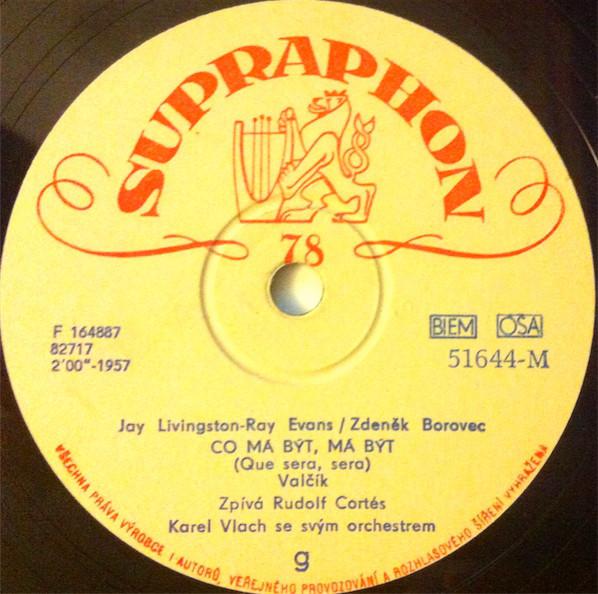 SUPRAPHON
78
F 164887
82717
2'00"-1957
BIEM OSA
51644-M
Jay Livingston-Ray Evans / Zdeněk Borovec
CO MÁ BÝT, MÁ BÝT
(Que sera, sera)
Valčík
Zpívá Rudolf Cortés
Karel Vlach se svým orchestrem
g
VŠECHNA PRÁVA VÝROBCE I AUTORŮ, VEŘEJNÉHO PROVOZOVÁNÍ A ROZHLASOVÉHO ŠÍŘENÍ VYHRAŽENA